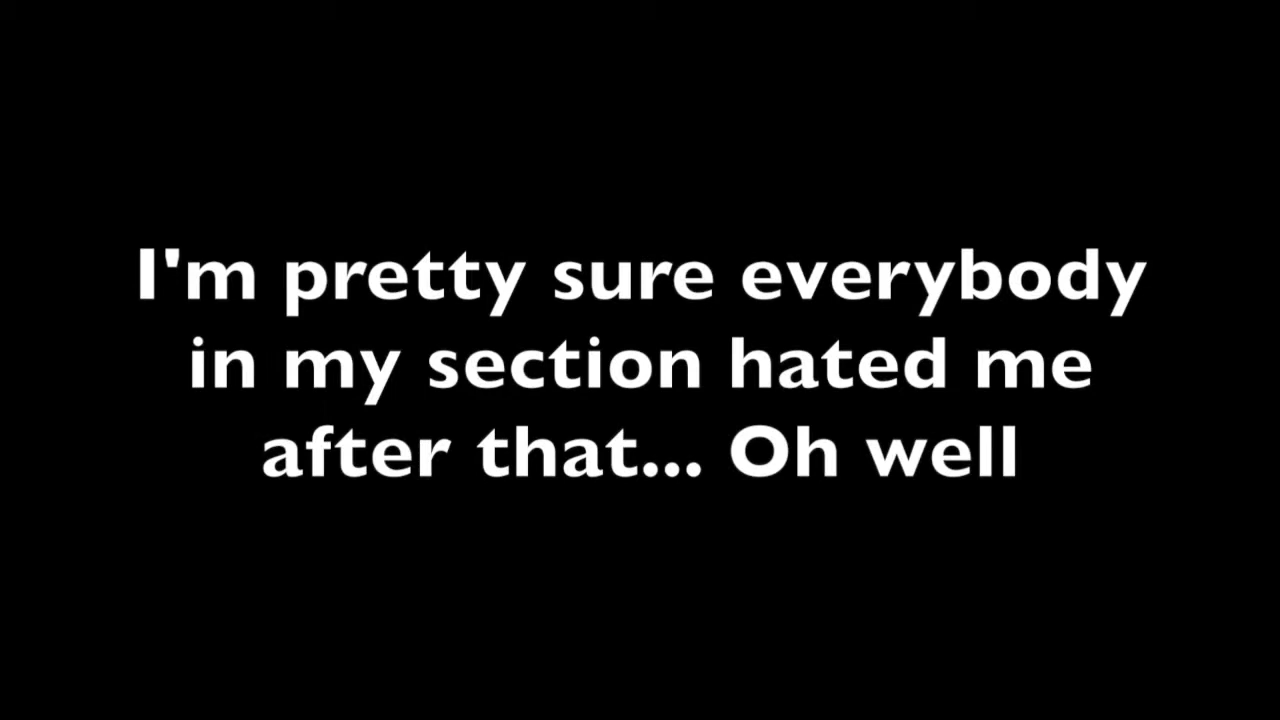 I'm pretty sure everybody
in my section hated me
after that... Oh well